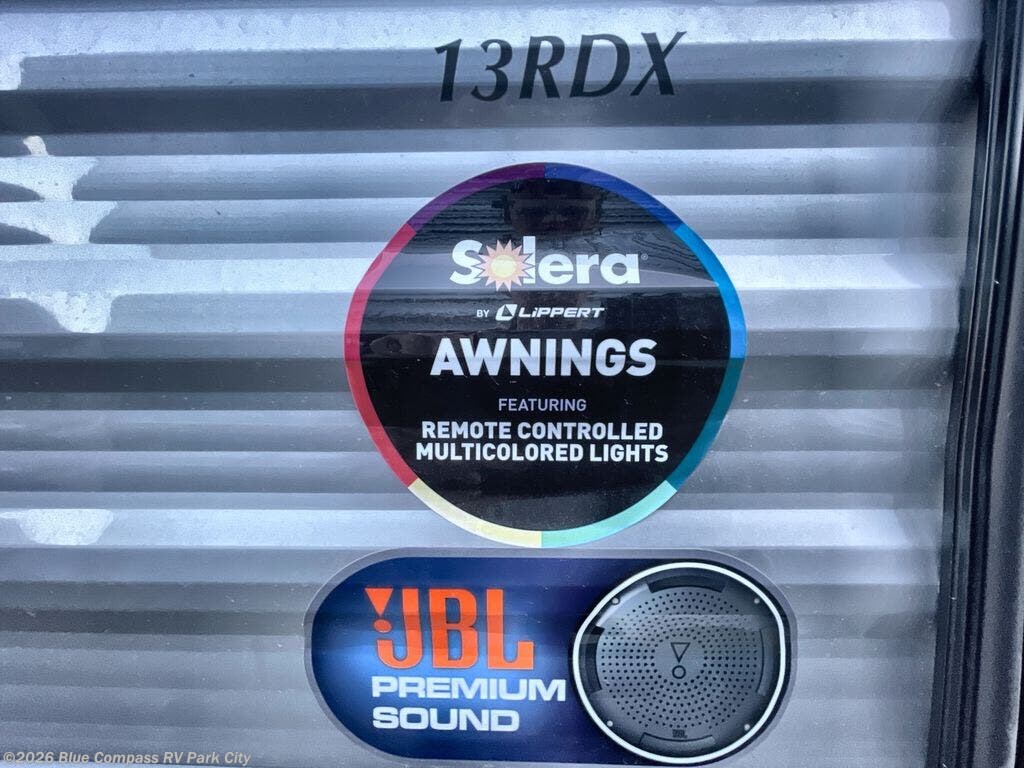 13RDX
Solera®
BY LiPPERT
AWNINGS
FEATURING
REMOTE CONTROLLED
MULTICOLORED LIGHTS
JBL
PREMIUM
SOUND
JBL
©2026 Blue Compass RV Park City